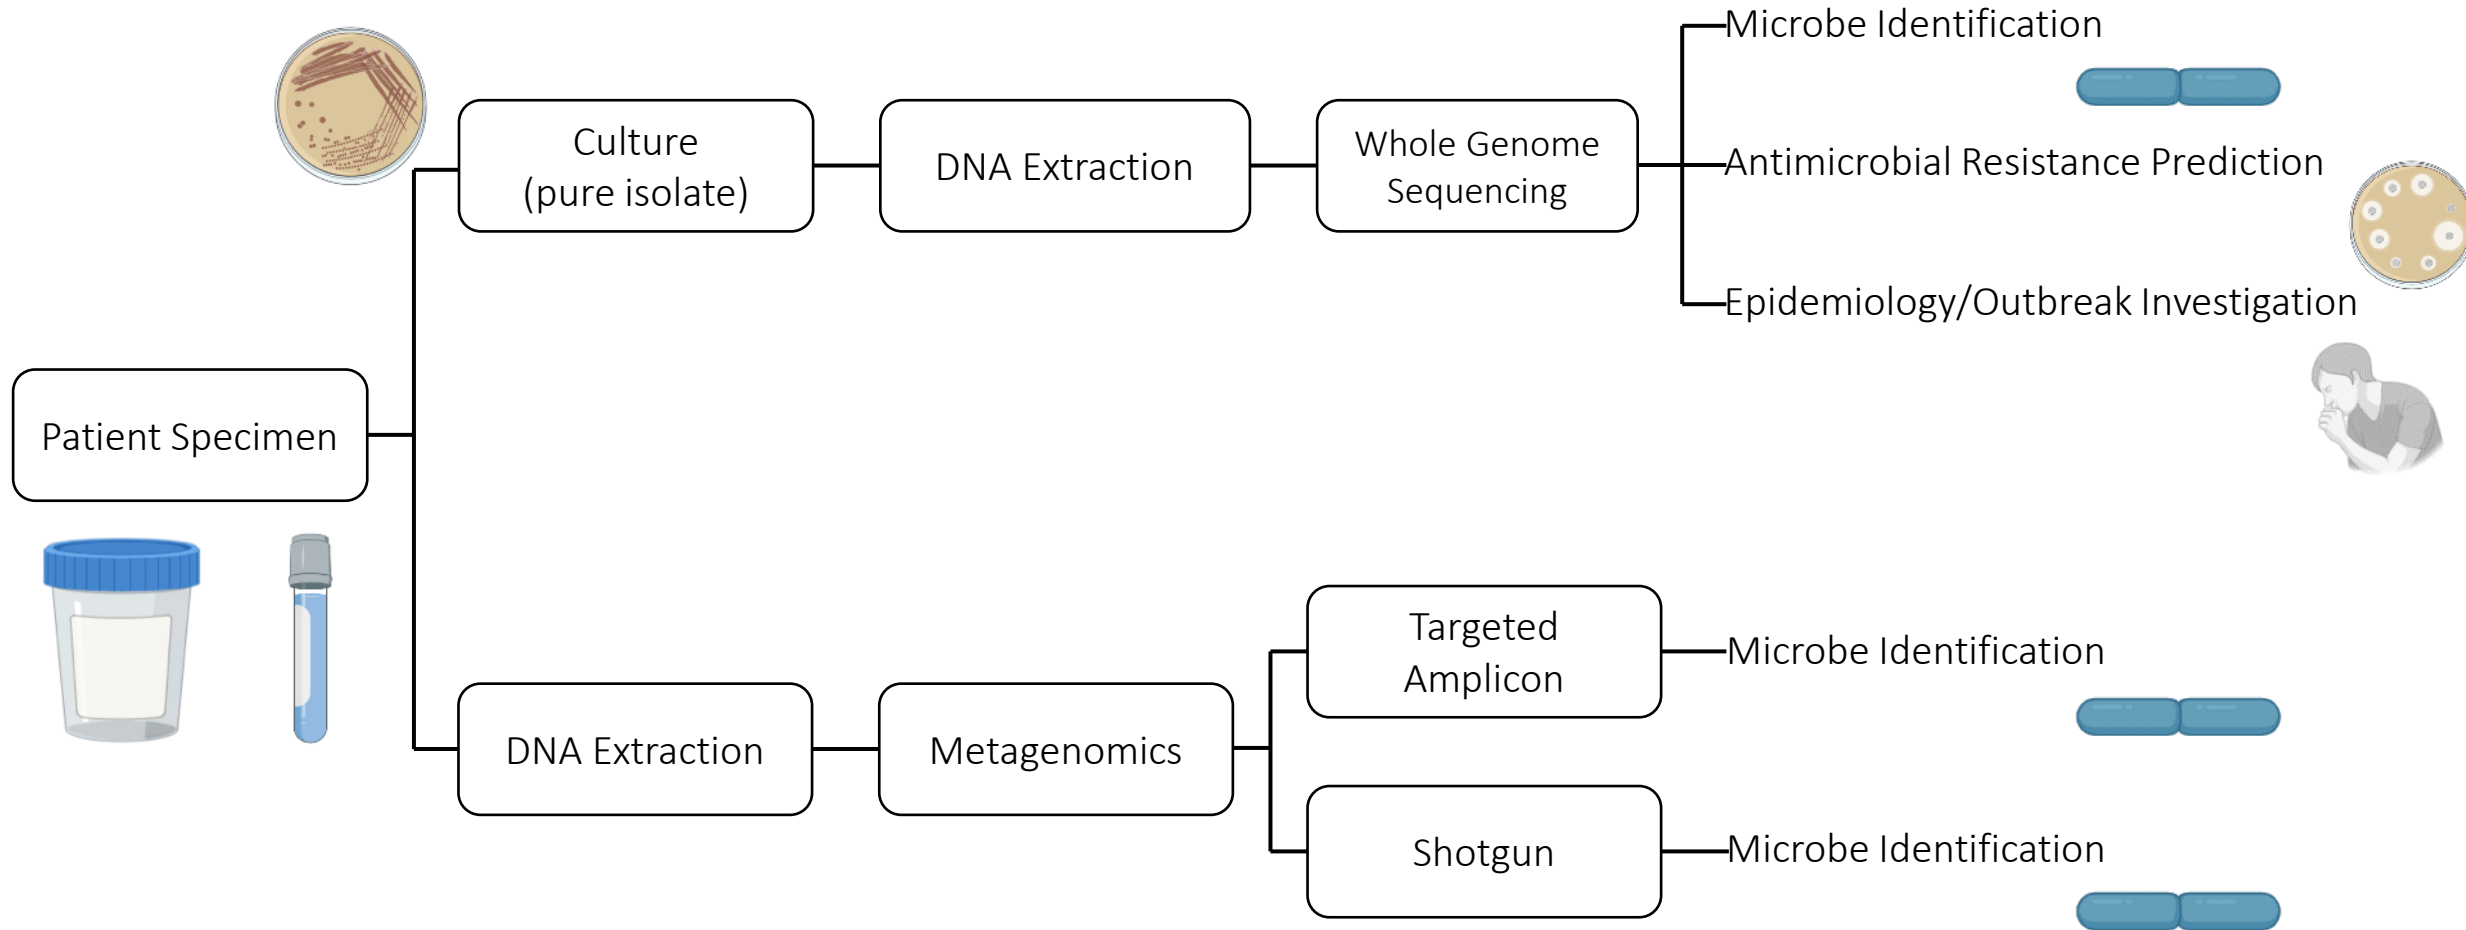 Microbe Identification
Culture
(pure isolate)
DNA Extraction
Whole Genome
Sequencing
Antimicrobial Resistance Prediction
Epidemiology/Outbreak Investigation
Patient Specimen
Targeted
Amplicon
Microbe Identification
DNA Extraction
Metagenomics
Shotgun
Microbe Identification